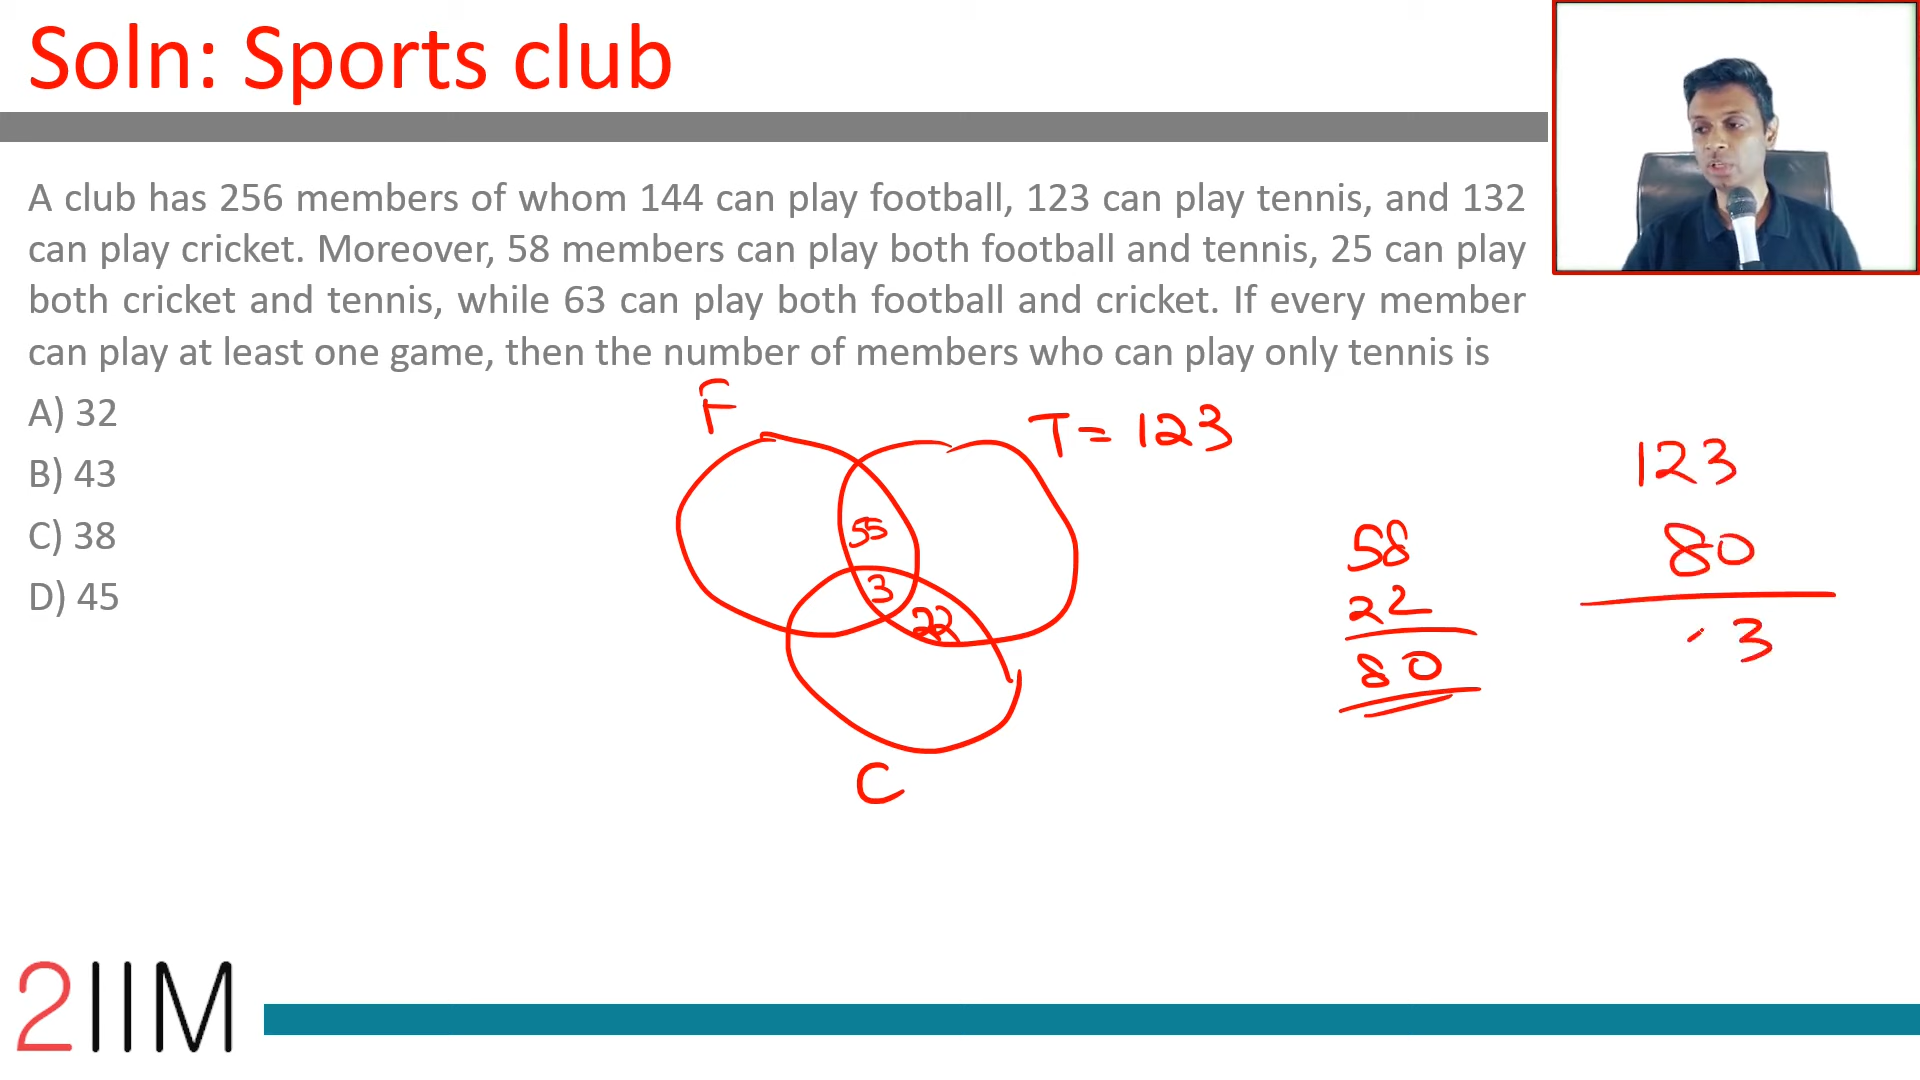 Soln: Sports club
A club has 256 members of whom 144 can play football, 123 can play tennis, and 132
can play cricket. Moreover, 58 members can play both football and tennis, 25 can play
both cricket and tennis, while 63 can play both football and cricket. If every member
can play at least one game, then the number of members who can play only tennis is
A) 32
B) 43
C) 38
D) 45
F
T = 123
55
3
22
C
58
22
80
123
80
3
2IIM